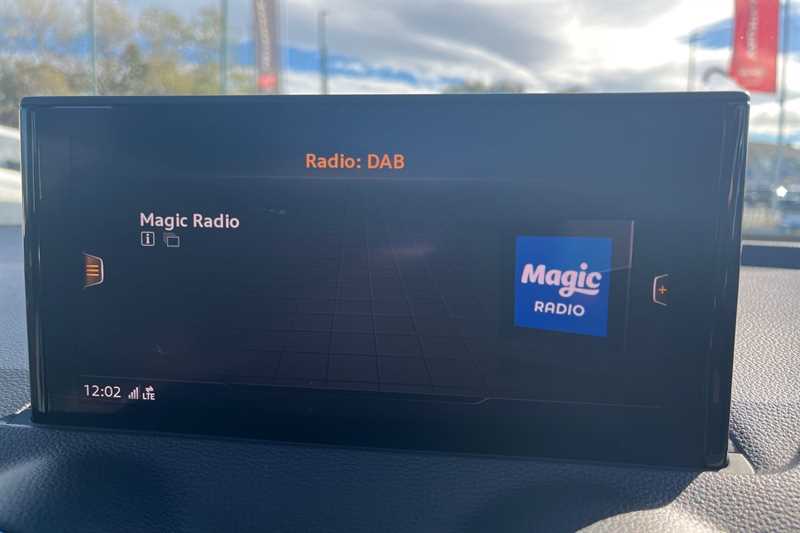 Radio: DAB
Magic Radio
i
Magic
RADIO
+
12:02 LTE